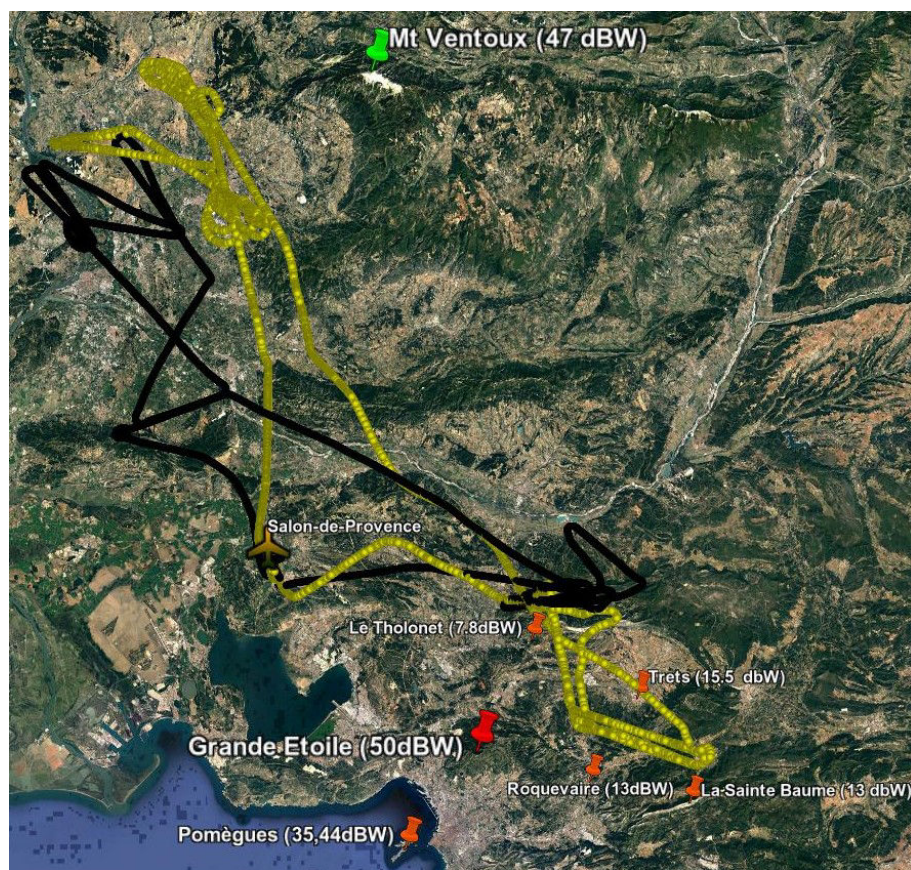 Mt Ventoux (47 dBW)
Salon-de-Provence
Le Tholonet (7.8dBW)
Trets (15.5 dbW)
Grande Etoile (50dBW)
Roquevaire (13dBW)
La Sainte Baume (13 dbW)
Pomègues (35,44dBW)